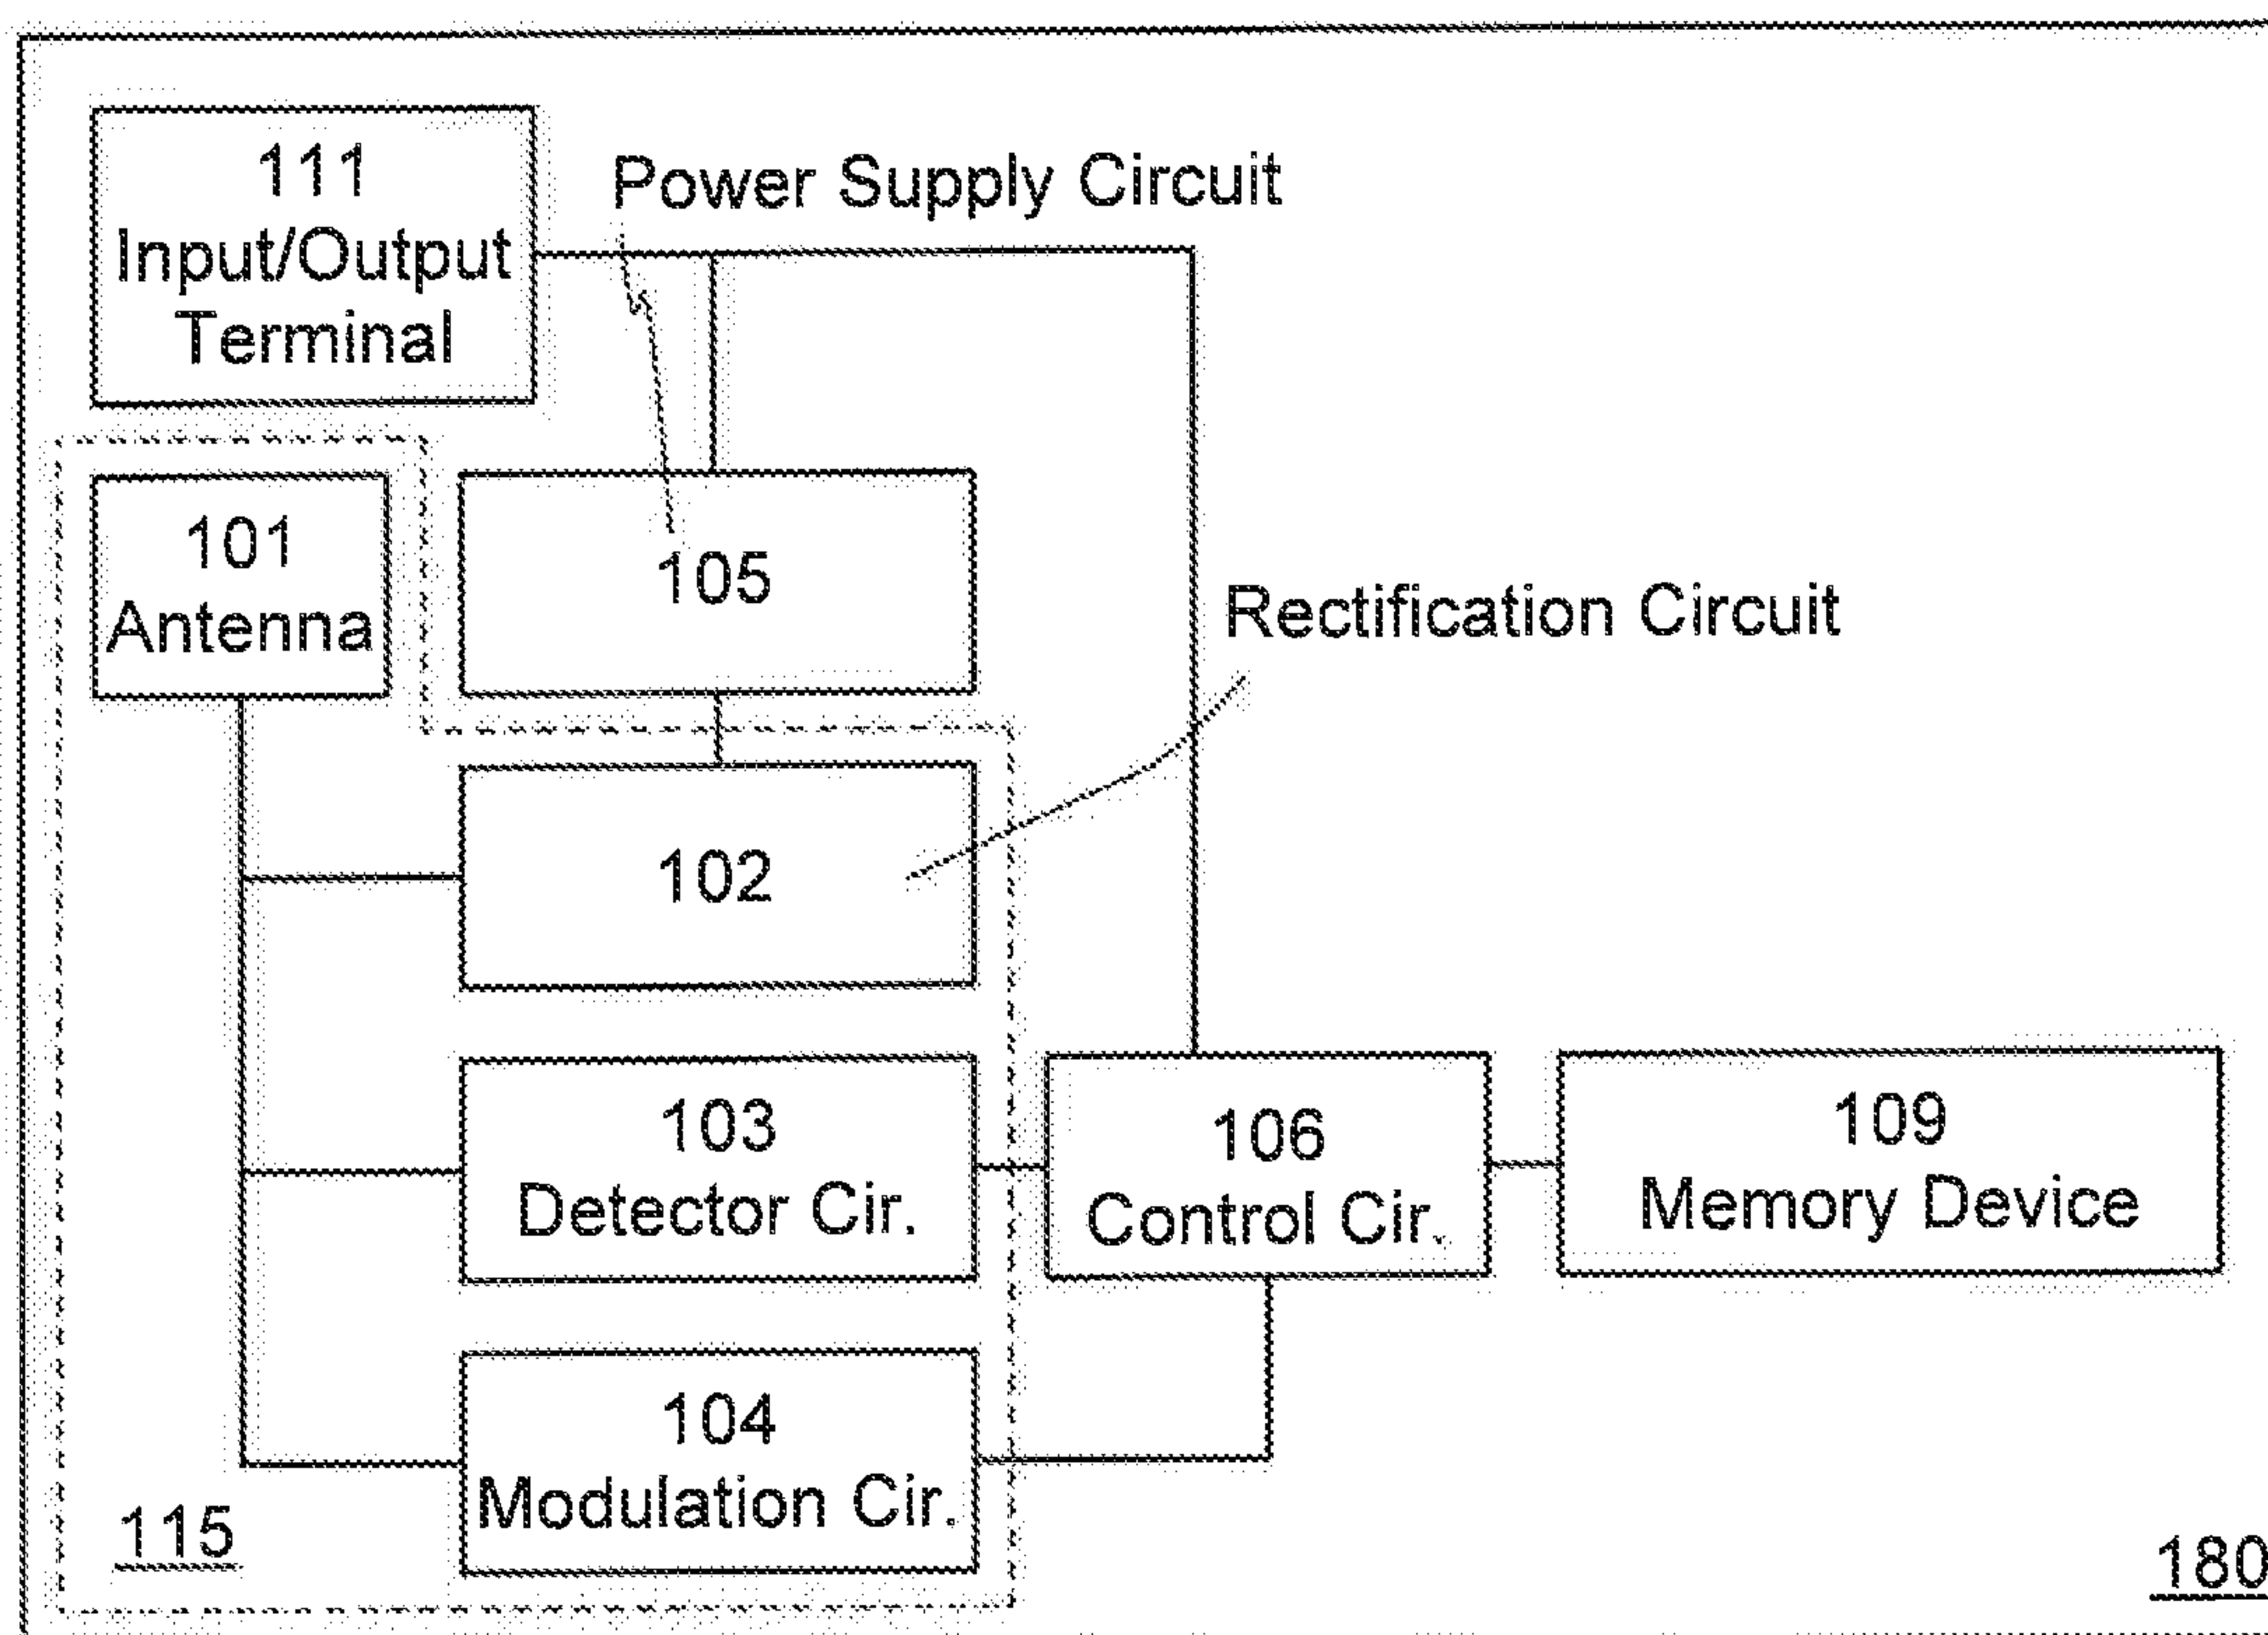 111
Input/Output
Terminal
Power Supply Circuit
101
Antenna
105
Rectification Circuit
102
103
Detector Cir.
106
Control Cir.
109
Memory Device
104
Modulation Cir.
115
180